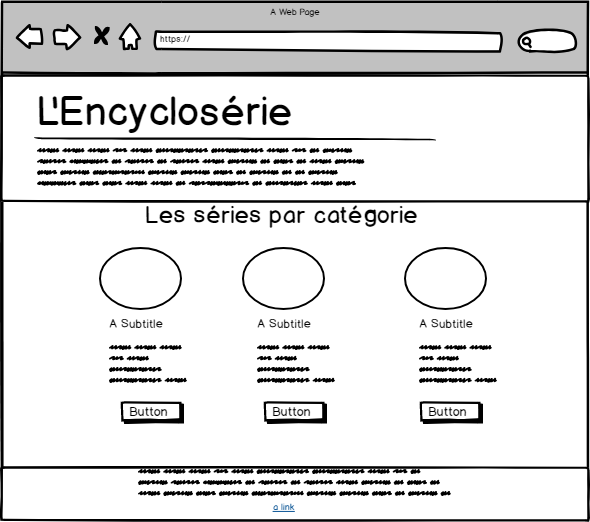 A Web Page
https://
L'Encyclosérie
Les séries par catégorie
A Subtitle
A Subtitle
A Subtitle
Button
Button
Button
a link